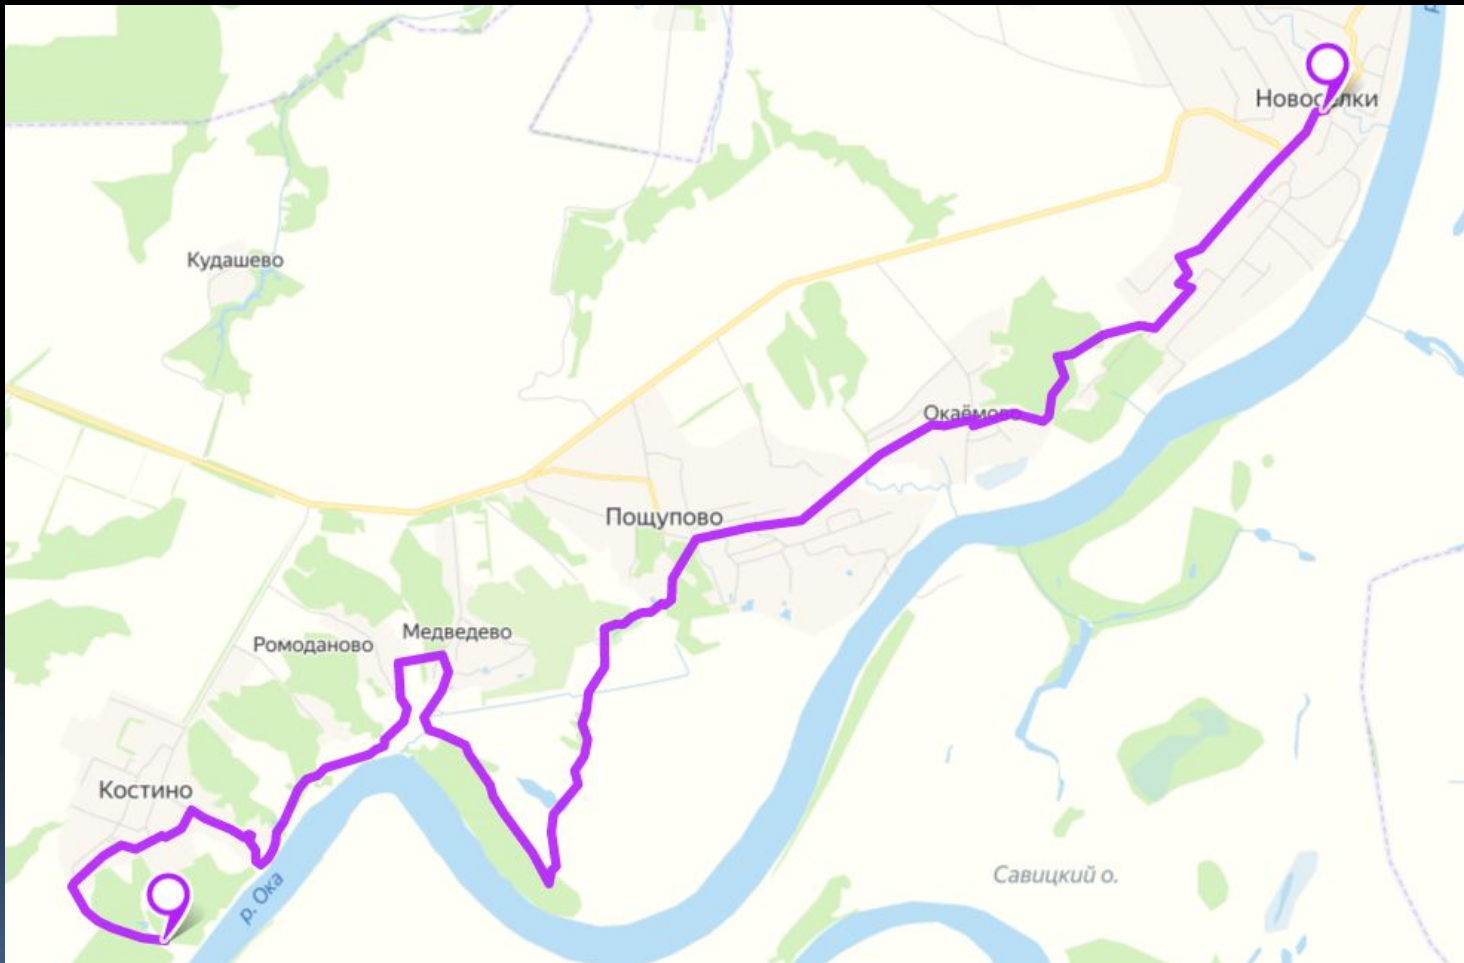 Новосёлки
Кудашево
Окаёмово
Пощупово
Медведево
Ромоданово
Костино
Савицкий о.
р. Ока